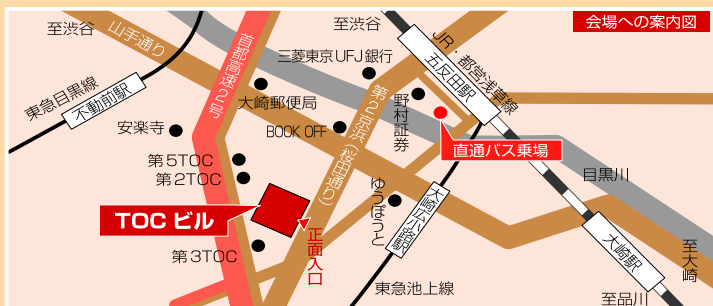 会場への案内図
至渋谷
山手通り
至渋谷
JR・都営浅草線
五反田駅
首都高速2号
三菱東京UFJ銀行
東急目黒線
不動前駅
大崎郵便局
野村証券
第2京浜(桜田通り)
安楽寺
BOOK OFF
直通バス乗場
第5TOC
第2TOC
目黒川
ゆうぽうと
大崎広小路駅
TOCビル
正面入口
第3TOC
大崎駅
至大崎
東急池上線
至品川